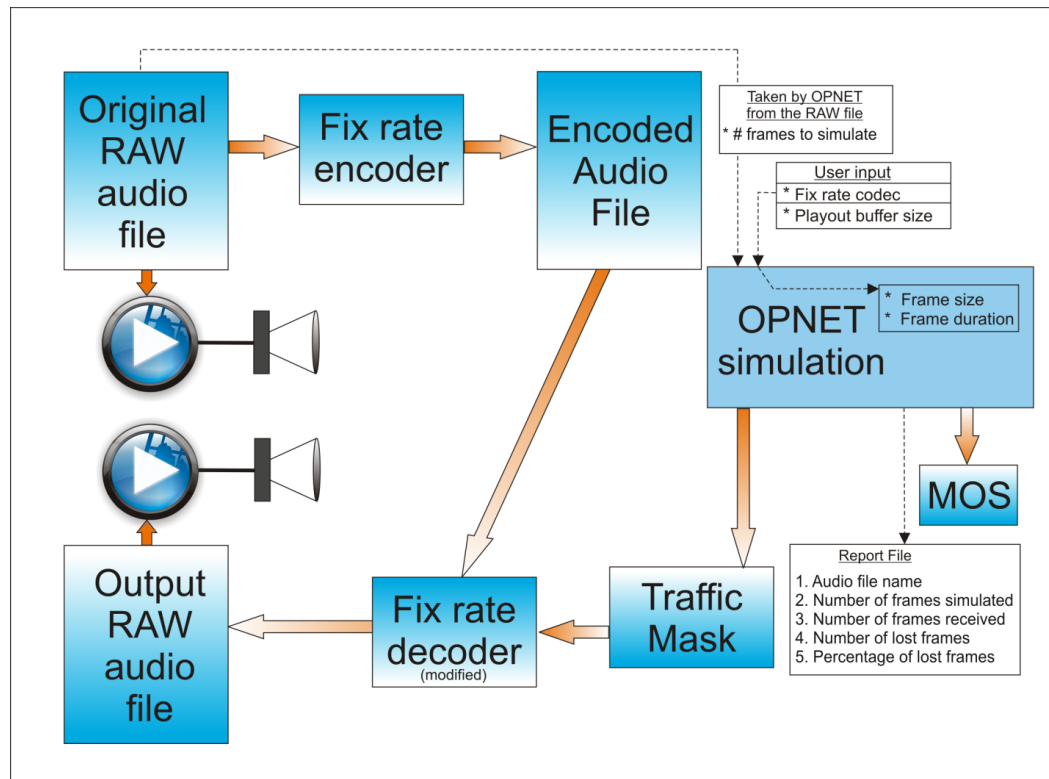 Original
RAW
audio
file
Fix rate
encoder
Encoded
Audio
File
Taken by OPNET
from the RAW file
* # frames to simulate
User input
* Fix rate codec
* Playout buffer size
OPNET
simulation
* Frame size
* Frame duration
MOS
Report File
1. Audio file name
2. Number of frames simulated
3. Number of frames received
4. Number of lost frames
5. Percentage of lost frames
Traffic
Mask
Fix rate
decoder
(modified)
Output
RAW
audio
file